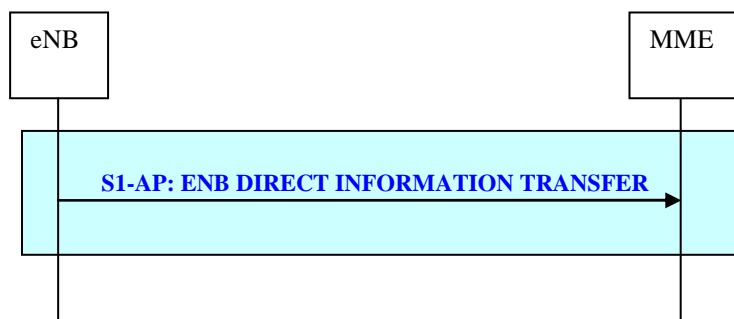 eNB
MME
S1-AP: ENB DIRECT INFORMATION TRANSFER